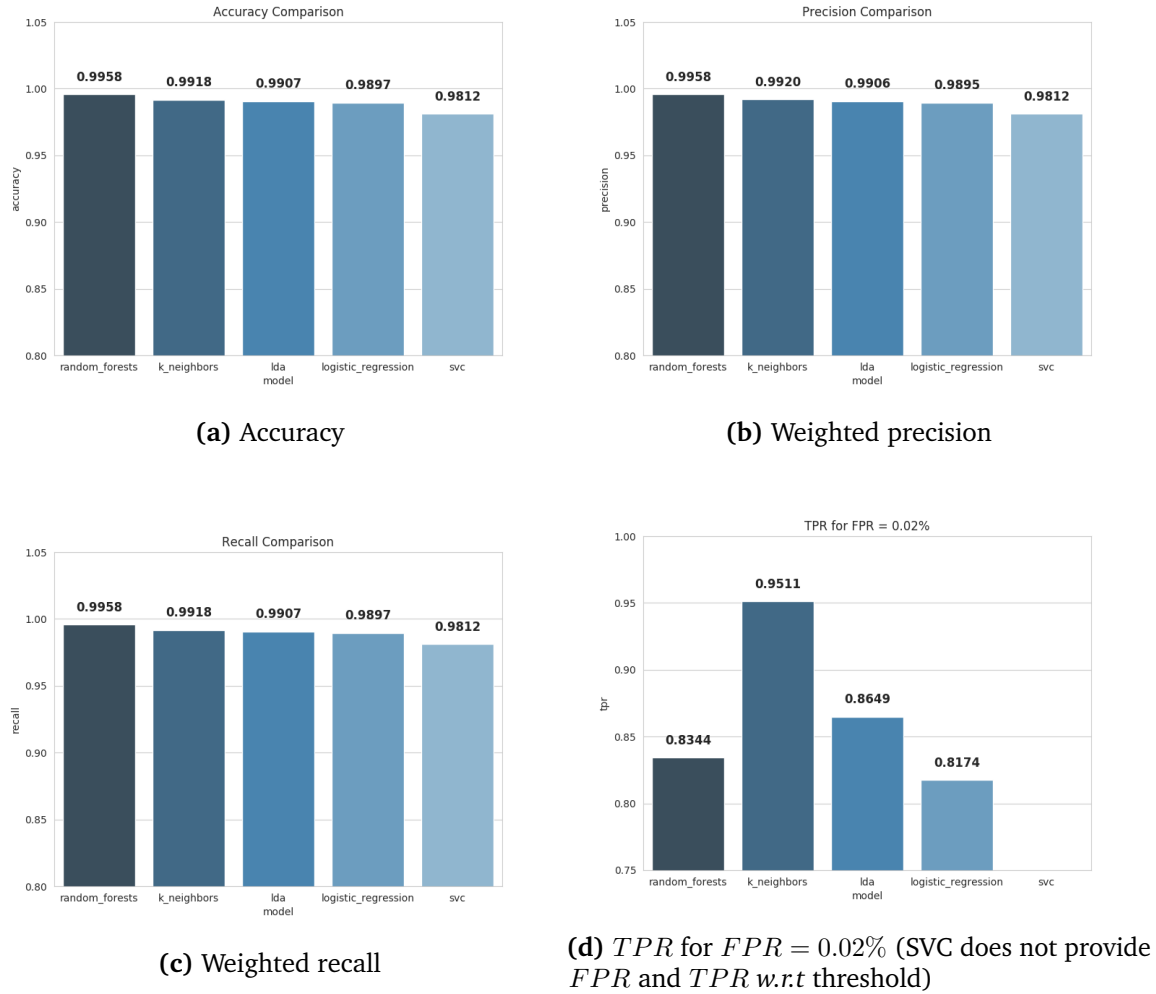 Accuracy Comparison
1.05
1.00
0.95
0.90
0.85
0.80
accuracy
0.9958
0.9918
0.9907
0.9897
0.9812
random_forests k_neighbors lda logistic_regression svc
model
(a) Accuracy
Precision Comparison
1.05
1.00
0.95
0.90
0.85
0.80
precision
0.9958
0.9920
0.9906
0.9895
0.9812
random_forests k_neighbors lda logistic_regression svc
model
(b) Weighted precision
Recall Comparison
1.05
1.00
0.95
0.90
0.85
0.80
recall
0.9958
0.9918
0.9907
0.9897
0.9812
random_forests k_neighbors lda logistic_regression svc
model
(c) Weighted recall
TPR for FPR = 0.02%
1.00
0.95
0.90
0.85
0.80
0.75
tpr
0.8344
0.9511
0.8649
0.8174
random_forests k_neighbors lda logistic_regression svc
model
(d) TPR for FPR = 0.02% (SVC does not provide
FPR and TPR w.r.t threshold)